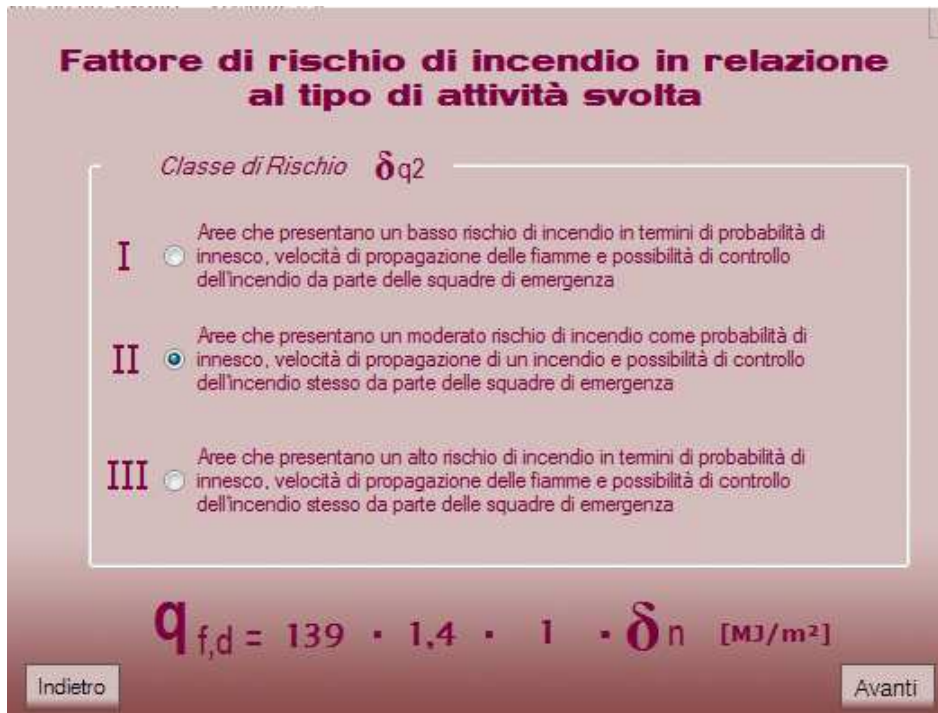 Fattore di rischio di incendio in relazione
al tipo di attività svolta
Classe di Rischio δq2
I
Aree che presentano un basso rischio di incendio in termini di probabilità di
innesco, velocità di propagazione delle fiamme e possibilità di controllo
dell'incendio da parte delle squadre di emergenza
II
Aree che presentano un moderato rischio di incendio come probabilità di
innesco, velocità di propagazione di un incendio e possibilità di controllo
dell'incendio stesso da parte delle squadre di emergenza
III
Aree che presentano un alto rischio di incendio in termini di probabilità di
innesco, velocità di propagazione delle fiamme e possibilità di controllo
dell'incendio stesso da parte delle squadre di emergenza
q f,d = 139 · 1,4 · 1 · δ n [MJ/m²]
Indietro
Avanti